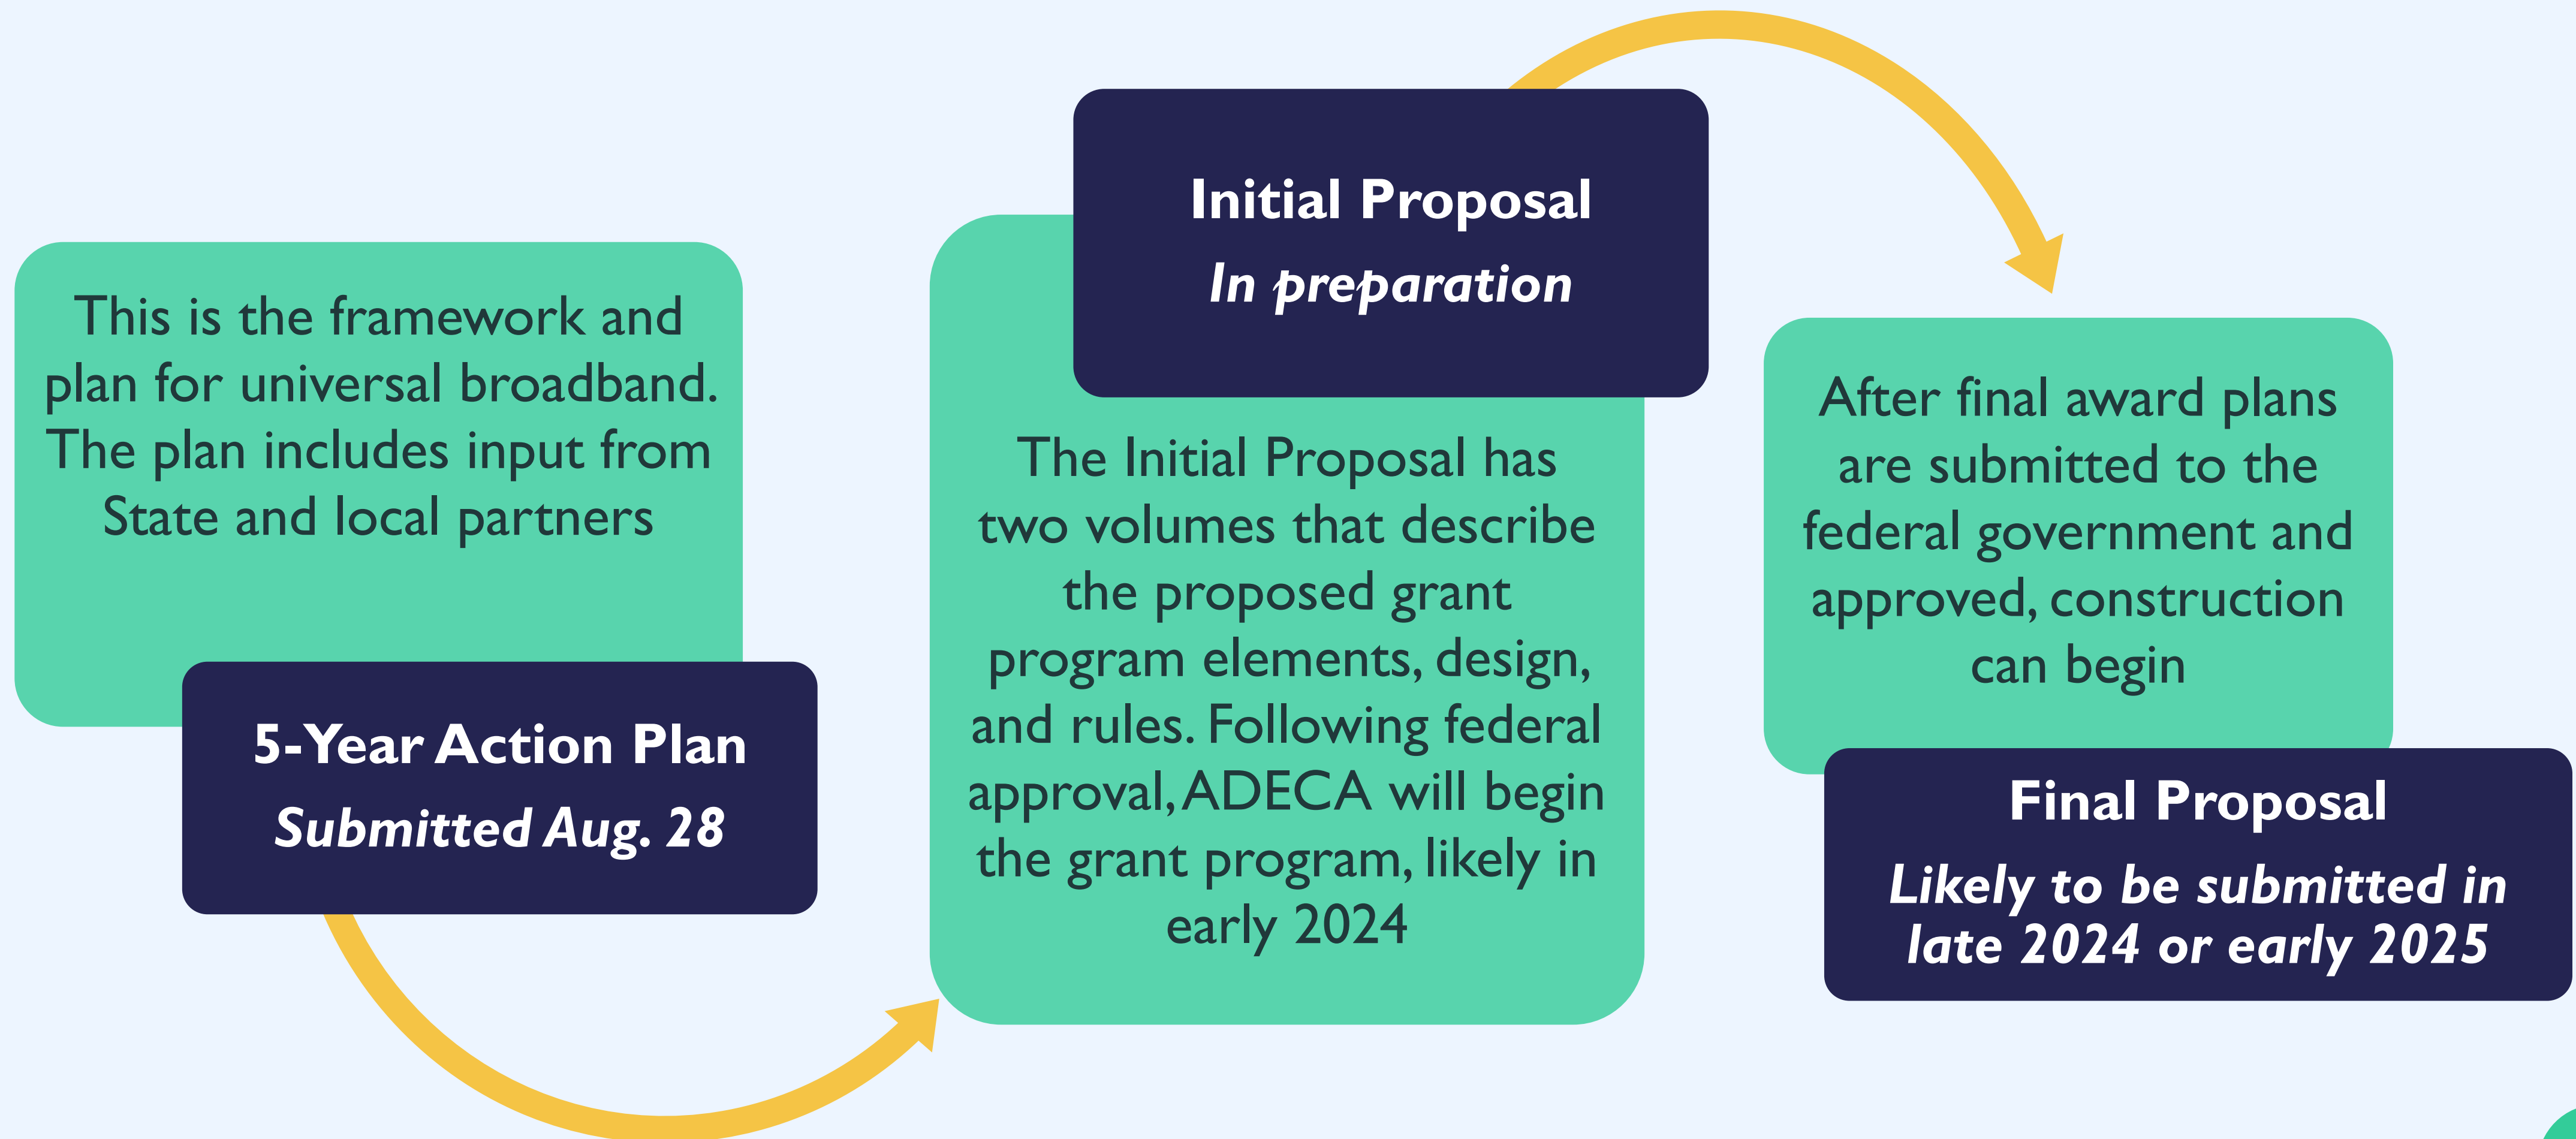 This is the framework and
plan for universal broadband.
The plan includes input from
State and local partners
5-Year Action Plan
Submitted Aug. 28
Initial Proposal
In preparation
The Initial Proposal has
two volumes that describe
the proposed grant
program elements, design,
and rules. Following federal
approval, ADECA will begin
the grant program, likely in
early 2024
After final award plans
are submitted to the
federal government and
approved, construction
can begin
Final Proposal
Likely to be submitted in
late 2024 or early 2025